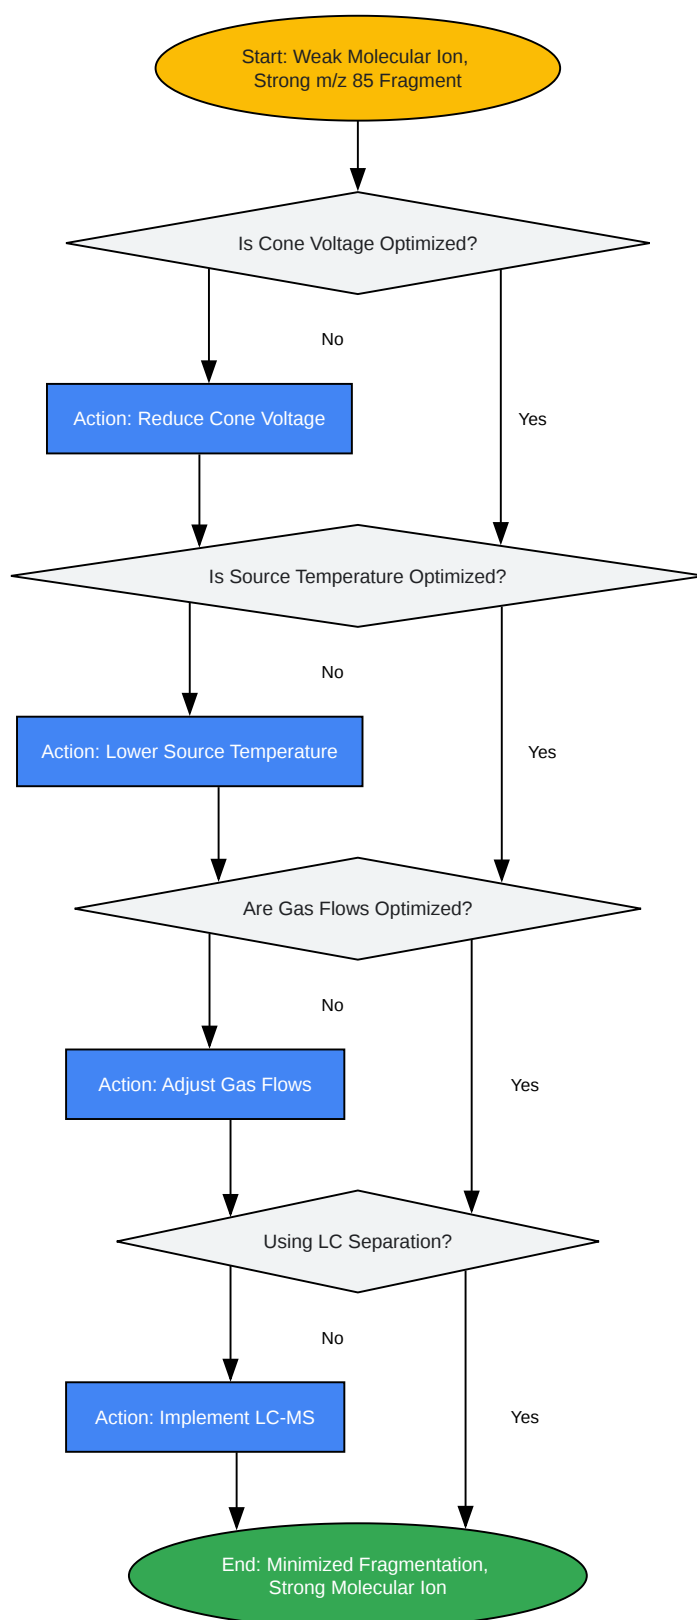 Start: Weak Molecular Ion,
Strong m/z 85 Fragment
Is Cone Voltage Optimized?
No
Action: Reduce Cone Voltage
Yes
Is Source Temperature Optimized?
No
Action: Lower Source Temperature
Yes
Are Gas Flows Optimized?
No
Action: Adjust Gas Flows
Yes
Using LC Separation?
No
Action: Implement LC-MS
Yes
End: Minimized Fragmentation,
Strong Molecular Ion